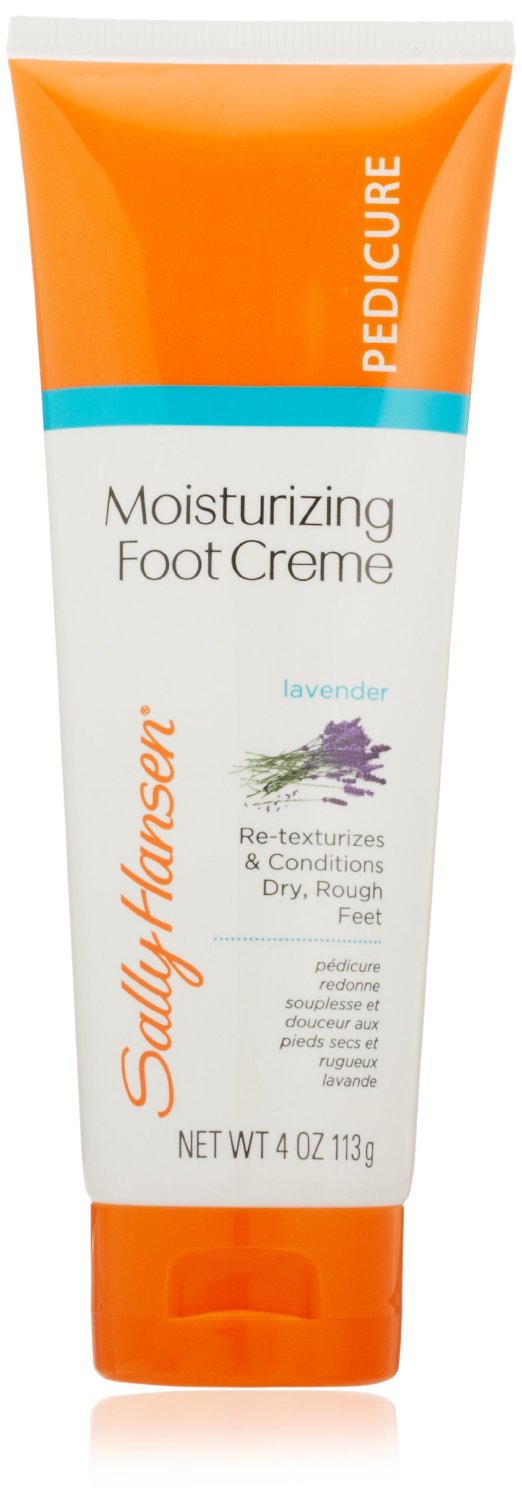 PEDICURE
Moisturizing
Foot Creme
lavender
Sally Hansen®
Re-texturizes
& Conditions
Dry, Rough
Feet
pédicure
redonne
souplesse et
douceur aux
pieds secs et
rugueux
lavande
NET WT 4 OZ 113g